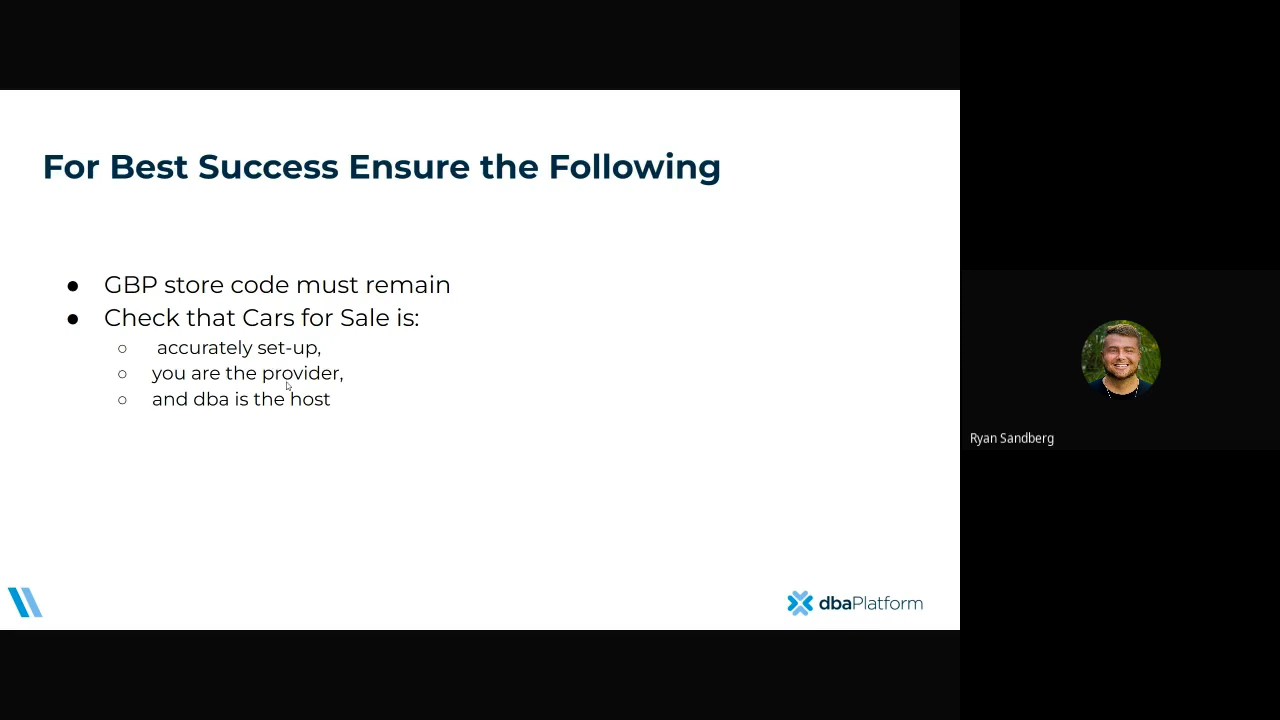 For Best Success Ensure the Following
● GBP store code must remain
● Check that Cars for Sale is:
○ accurately set-up,
○ you are the provider,
○ and dba is the host
Ryan Sandberg
dbaPlatform